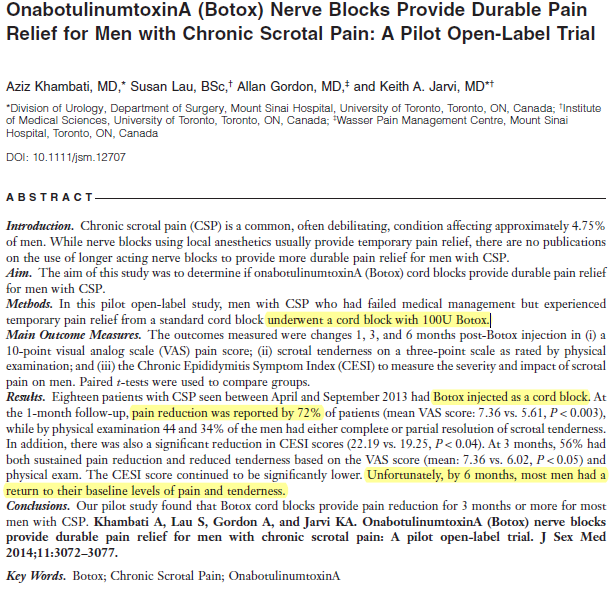 OnabotulinumtoxinA (Botox) Nerve Blocks Provide Durable Pain
Relief for Men with Chronic Scrotal Pain: A Pilot Open-Label Trial
Aziz Khambati, MD,* Susan Lau, BSc,† Allan Gordon, MD,‡ and Keith A. Jarvi, MD*†
*Division of Urology, Department of Surgery, Mount Sinai Hospital, University of Toronto, Toronto, ON, Canada; †Institute
of Medical Sciences, University of Toronto, Toronto, ON, Canada; ‡Wasser Pain Management Centre, Mount Sinai
Hospital, Toronto, ON, Canada
DOI: 10.1111/jsm.12707
ABSTRACT
Introduction. Chronic scrotal pain (CSP) is a common, often debilitating, condition affecting approximately 4.75%
of men. While nerve blocks using local anesthetics usually provide temporary pain relief, there are no publications
on the use of longer acting nerve blocks to provide more durable pain relief for men with CSP.
Aim. The aim of this study was to determine if onabotulinumtoxinA (Botox) cord blocks provide durable pain relief
for men with CSP.
Methods. In this pilot open-label study, men with CSP who had failed medical management but experienced
temporary pain relief from a standard cord block underwent a cord block with 100U Botox.
Main Outcome Measures. The outcomes measured were changes 1, 3, and 6 months post-Botox injection in (i) a
10-point visual analog scale (VAS) pain score; (ii) scrotal tenderness on a three-point scale as rated by physical
examination; and (iii) the Chronic Epididymitis Symptom Index (CESI) to measure the severity and impact of scrotal
pain on men. Paired t-tests were used to compare groups.
Results. Eighteen patients with CSP seen between April and September 2013 had Botox injected as a cord block. At
the 1-month follow-up, pain reduction was reported by 72% of patients (mean VAS score: 7.36 vs. 5.61, P < 0.003),
while by physical examination 44 and 34% of the men had either complete or partial resolution of scrotal tenderness.
In addition, there was also a significant reduction in CESI scores (22.19 vs. 19.25, P < 0.04). At 3 months, 56% had
both sustained pain reduction and reduced tenderness based on the VAS score (mean: 7.36 vs. 6.02, P < 0.05) and
physical exam. The CESI score continued to be significantly lower. Unfortunately, by 6 months, most men had a
return to their baseline levels of pain and tenderness.
Conclusions. Our pilot study found that Botox cord blocks provide pain reduction for 3 months or more for most
men with CSP. Khambati A, Lau S, Gordon A, and Jarvi KA. OnabotulinumtoxinA (Botox) nerve blocks
provide durable pain relief for men with chronic scrotal pain: A pilot open-label trial. J Sex Med
2014;11:3072–3077.
Key Words. Botox; Chronic Scrotal Pain; OnabotulinumtoxinA